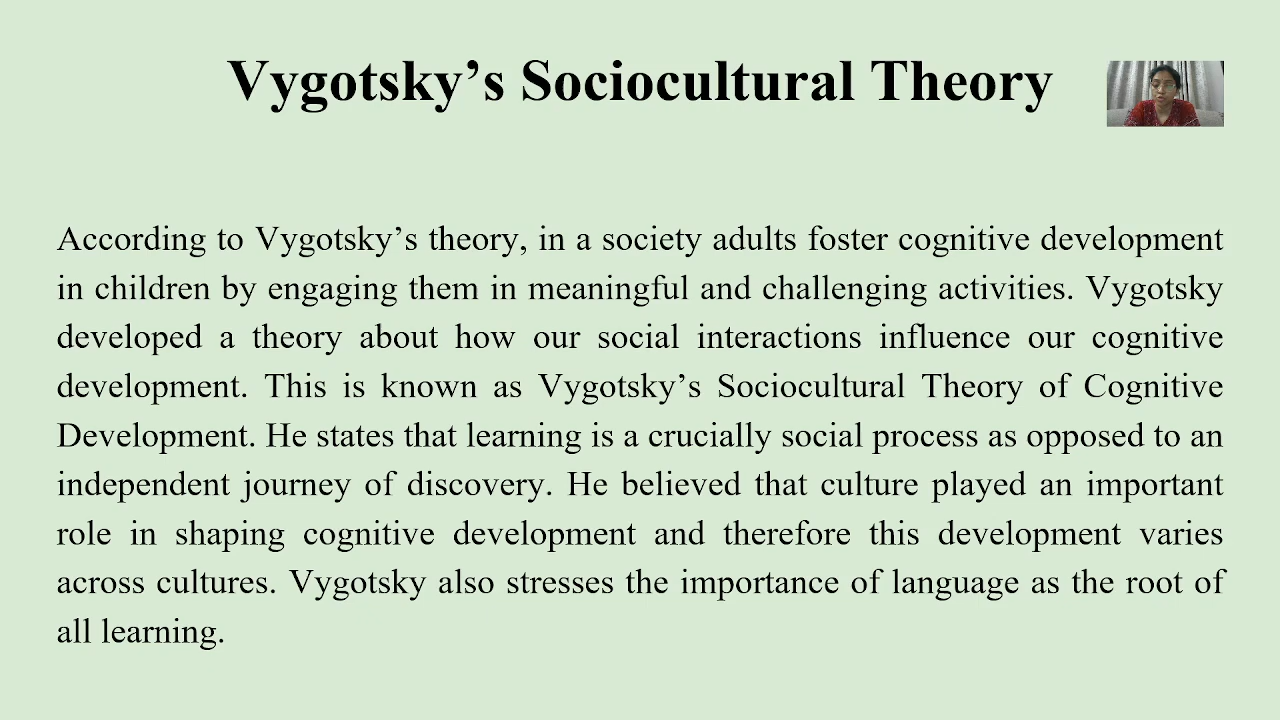 Vygotsky’s Sociocultural Theory
According to Vygotsky’s theory, in a society adults foster cognitive development
in children by engaging them in meaningful and challenging activities. Vygotsky
developed a theory about how our social interactions influence our cognitive
development. This is known as Vygotsky’s Sociocultural Theory of Cognitive
Development. He states that learning is a crucially social process as opposed to an
independent journey of discovery. He believed that culture played an important
role in shaping cognitive development and therefore this development varies
across cultures. Vygotsky also stresses the importance of language as the root of
all learning.